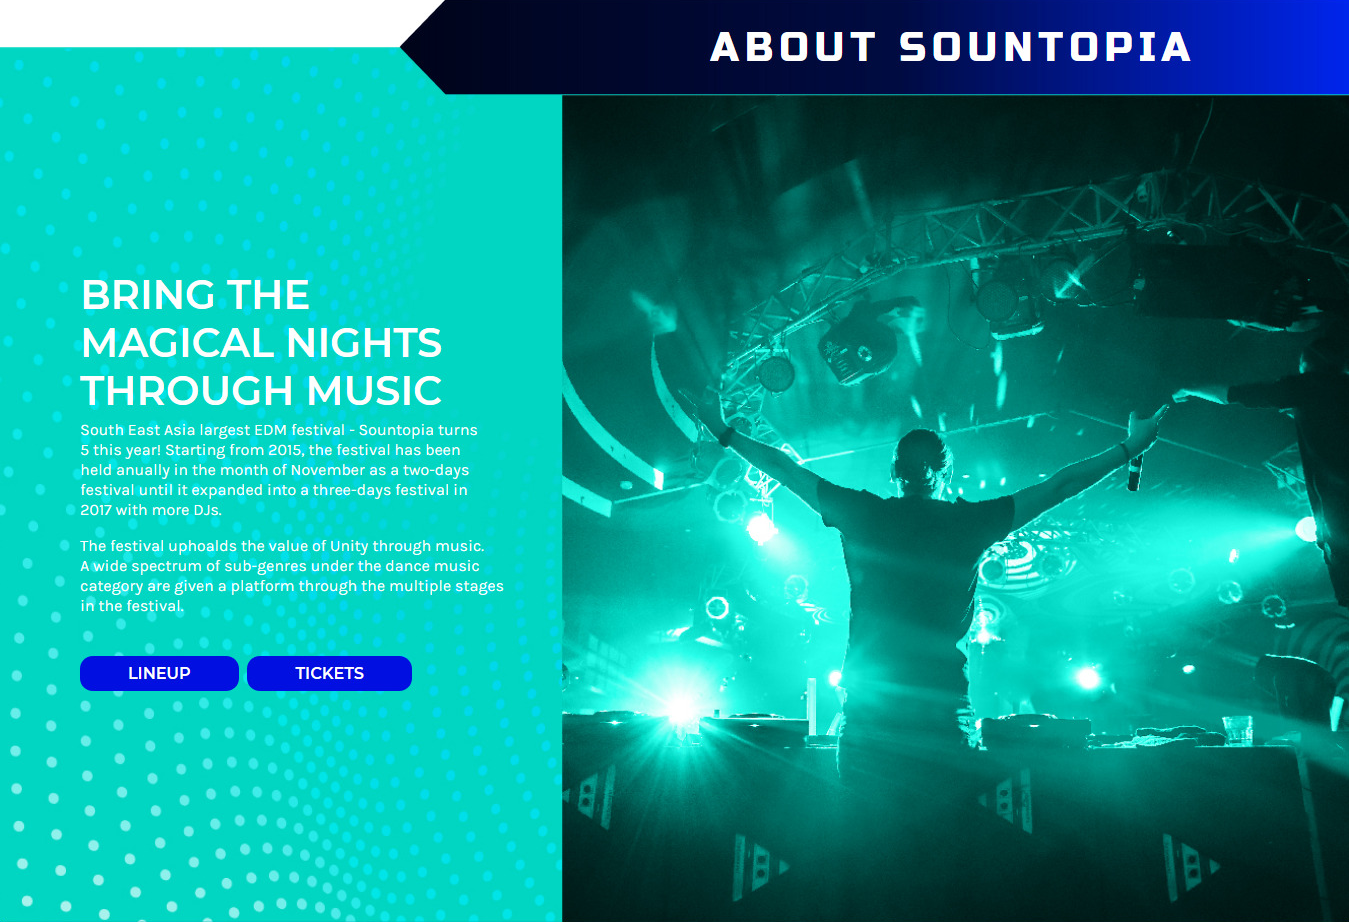 ABOUT SOUNTOPIA
BRING THE
MAGICAL NIGHTS
THROUGH MUSIC
South East Asia largest EDM festival - Sountopia turns
5 this year! Starting from 2015, the festival has been
held anually in the month of November as a two-days
festival until it expanded into a three-days festival in
2017 with more DJs.
The festival uphoalds the value of Unity through music.
A wide spectrum of sub-genres under the dance music
category are given a platform through the multiple stages
in the festival.
LINEUP
TICKETS